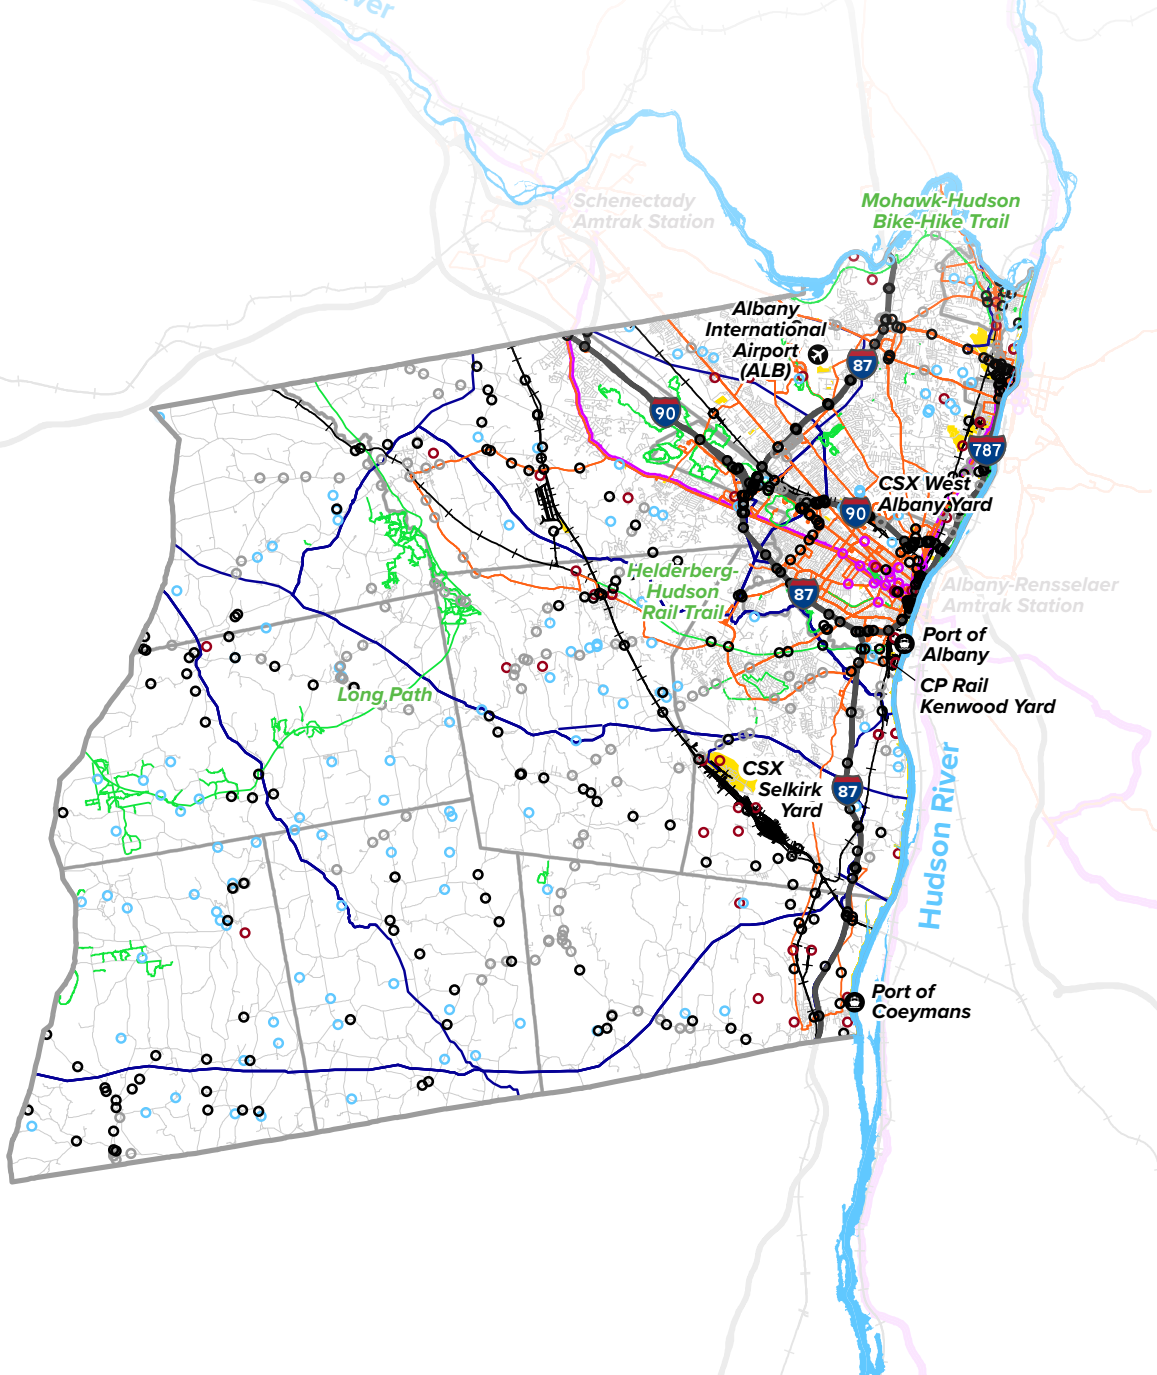 ver
Schenectady
Amtrak Station
Mohawk-Hudson
Bike-Hike Trail
Albany
International
Airport
(ALB)
87
90
787
CSX West
Albany Yard
90
Helderberg-
Hudson
Rail Trail
87
Albany-Rensselaer
Amtrak Station
Port of
Albany
CP Rail
Kenwood Yard
Long Path
CSX
Selkirk
Yard
87
Hudson River
Port of
Coeymans